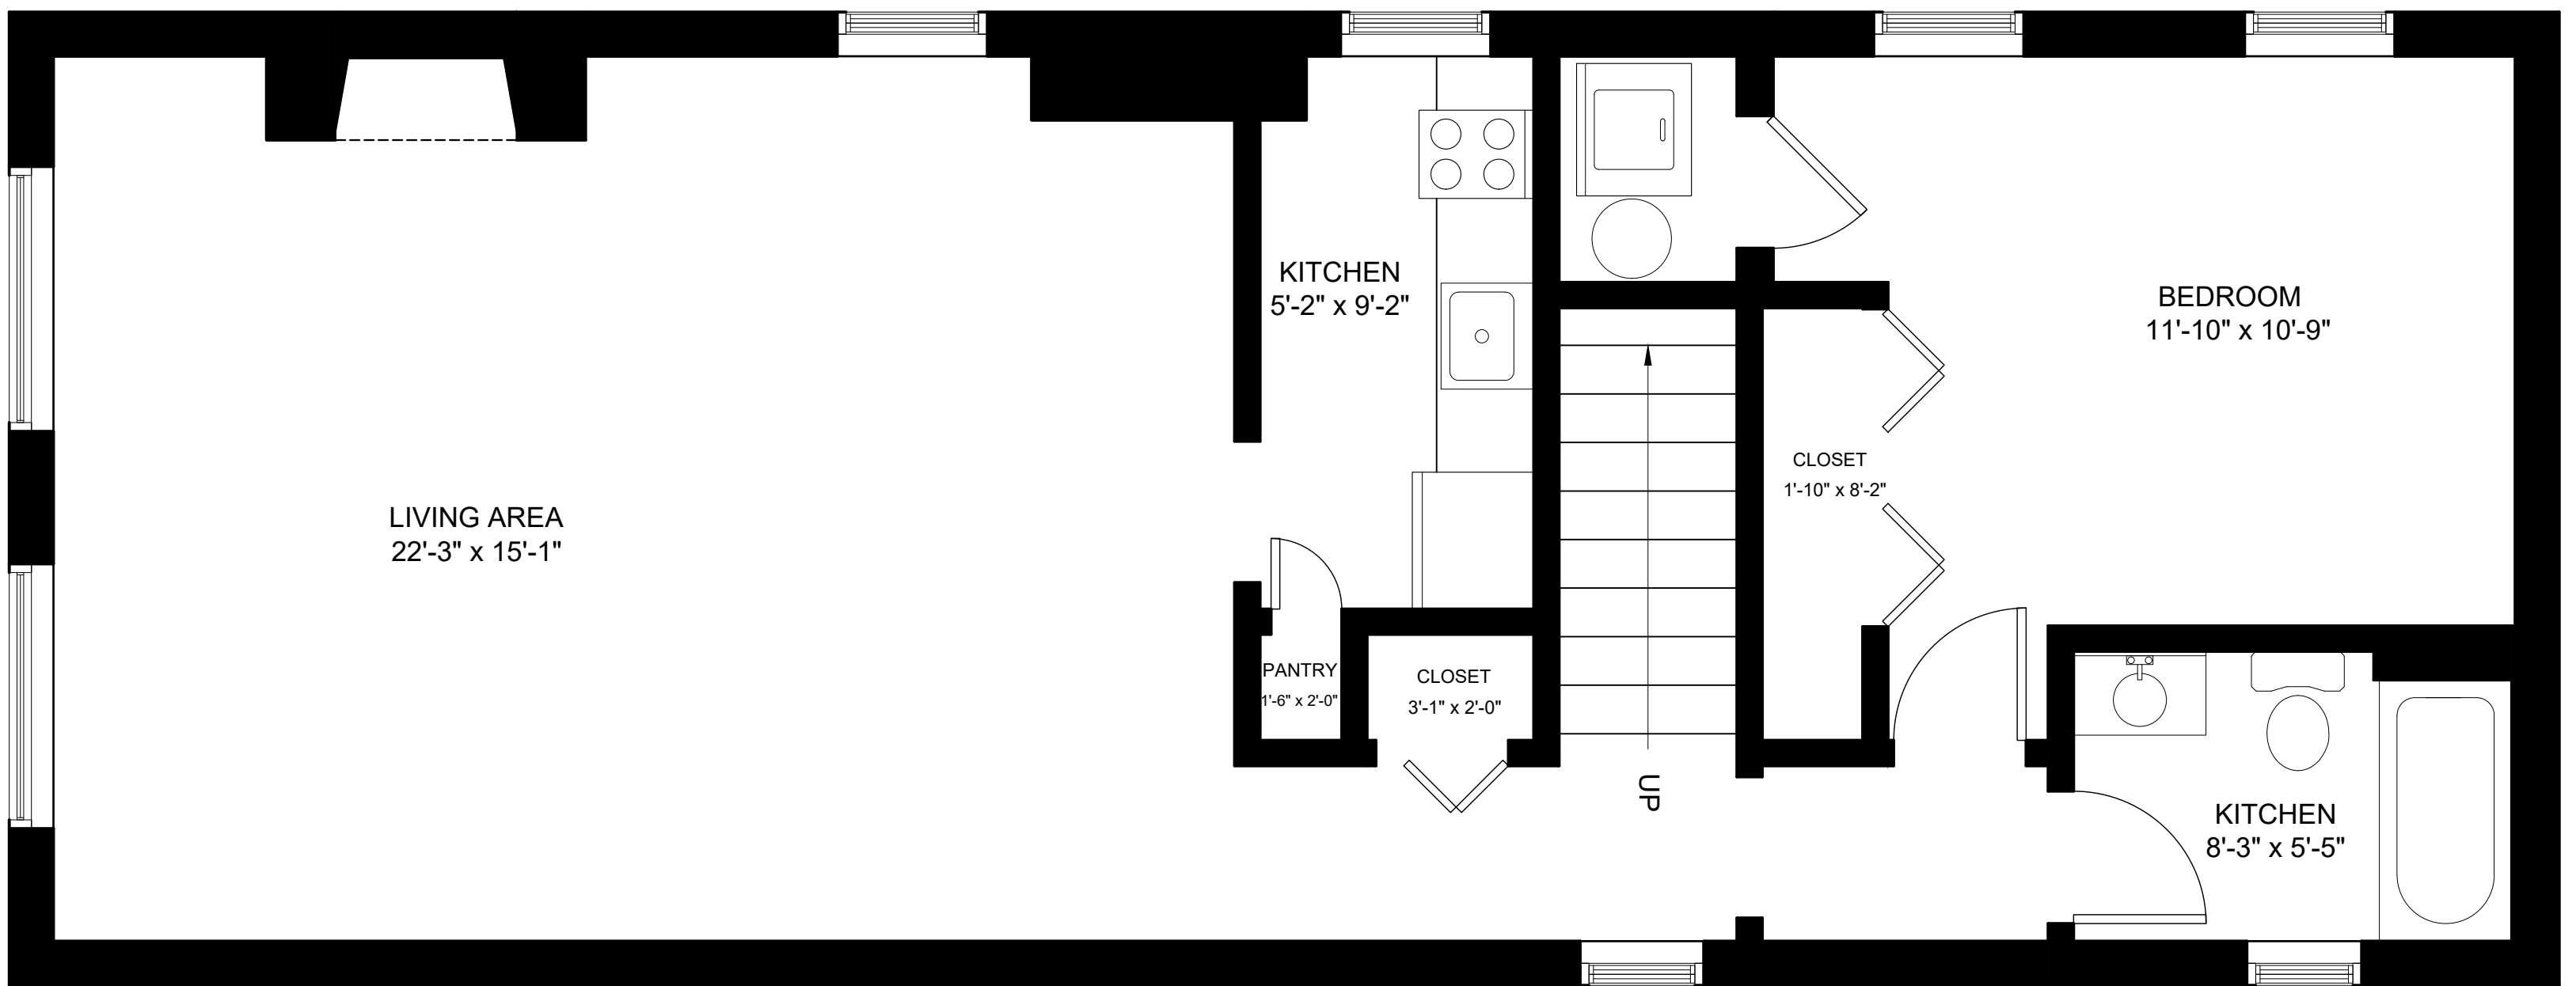 KITCHEN
5'-2" x 9'-2"
BEDROOM
11'-10" x 10'-9"
CLOSET
1'-10" x 8'-2"
LIVING AREA
22'-3" x 15'-1"
PANTRY
1'-6" x 2'-0"
CLOSET
3'-1" x 2'-0"
UP
KITCHEN
8'-3" x 5'-5"